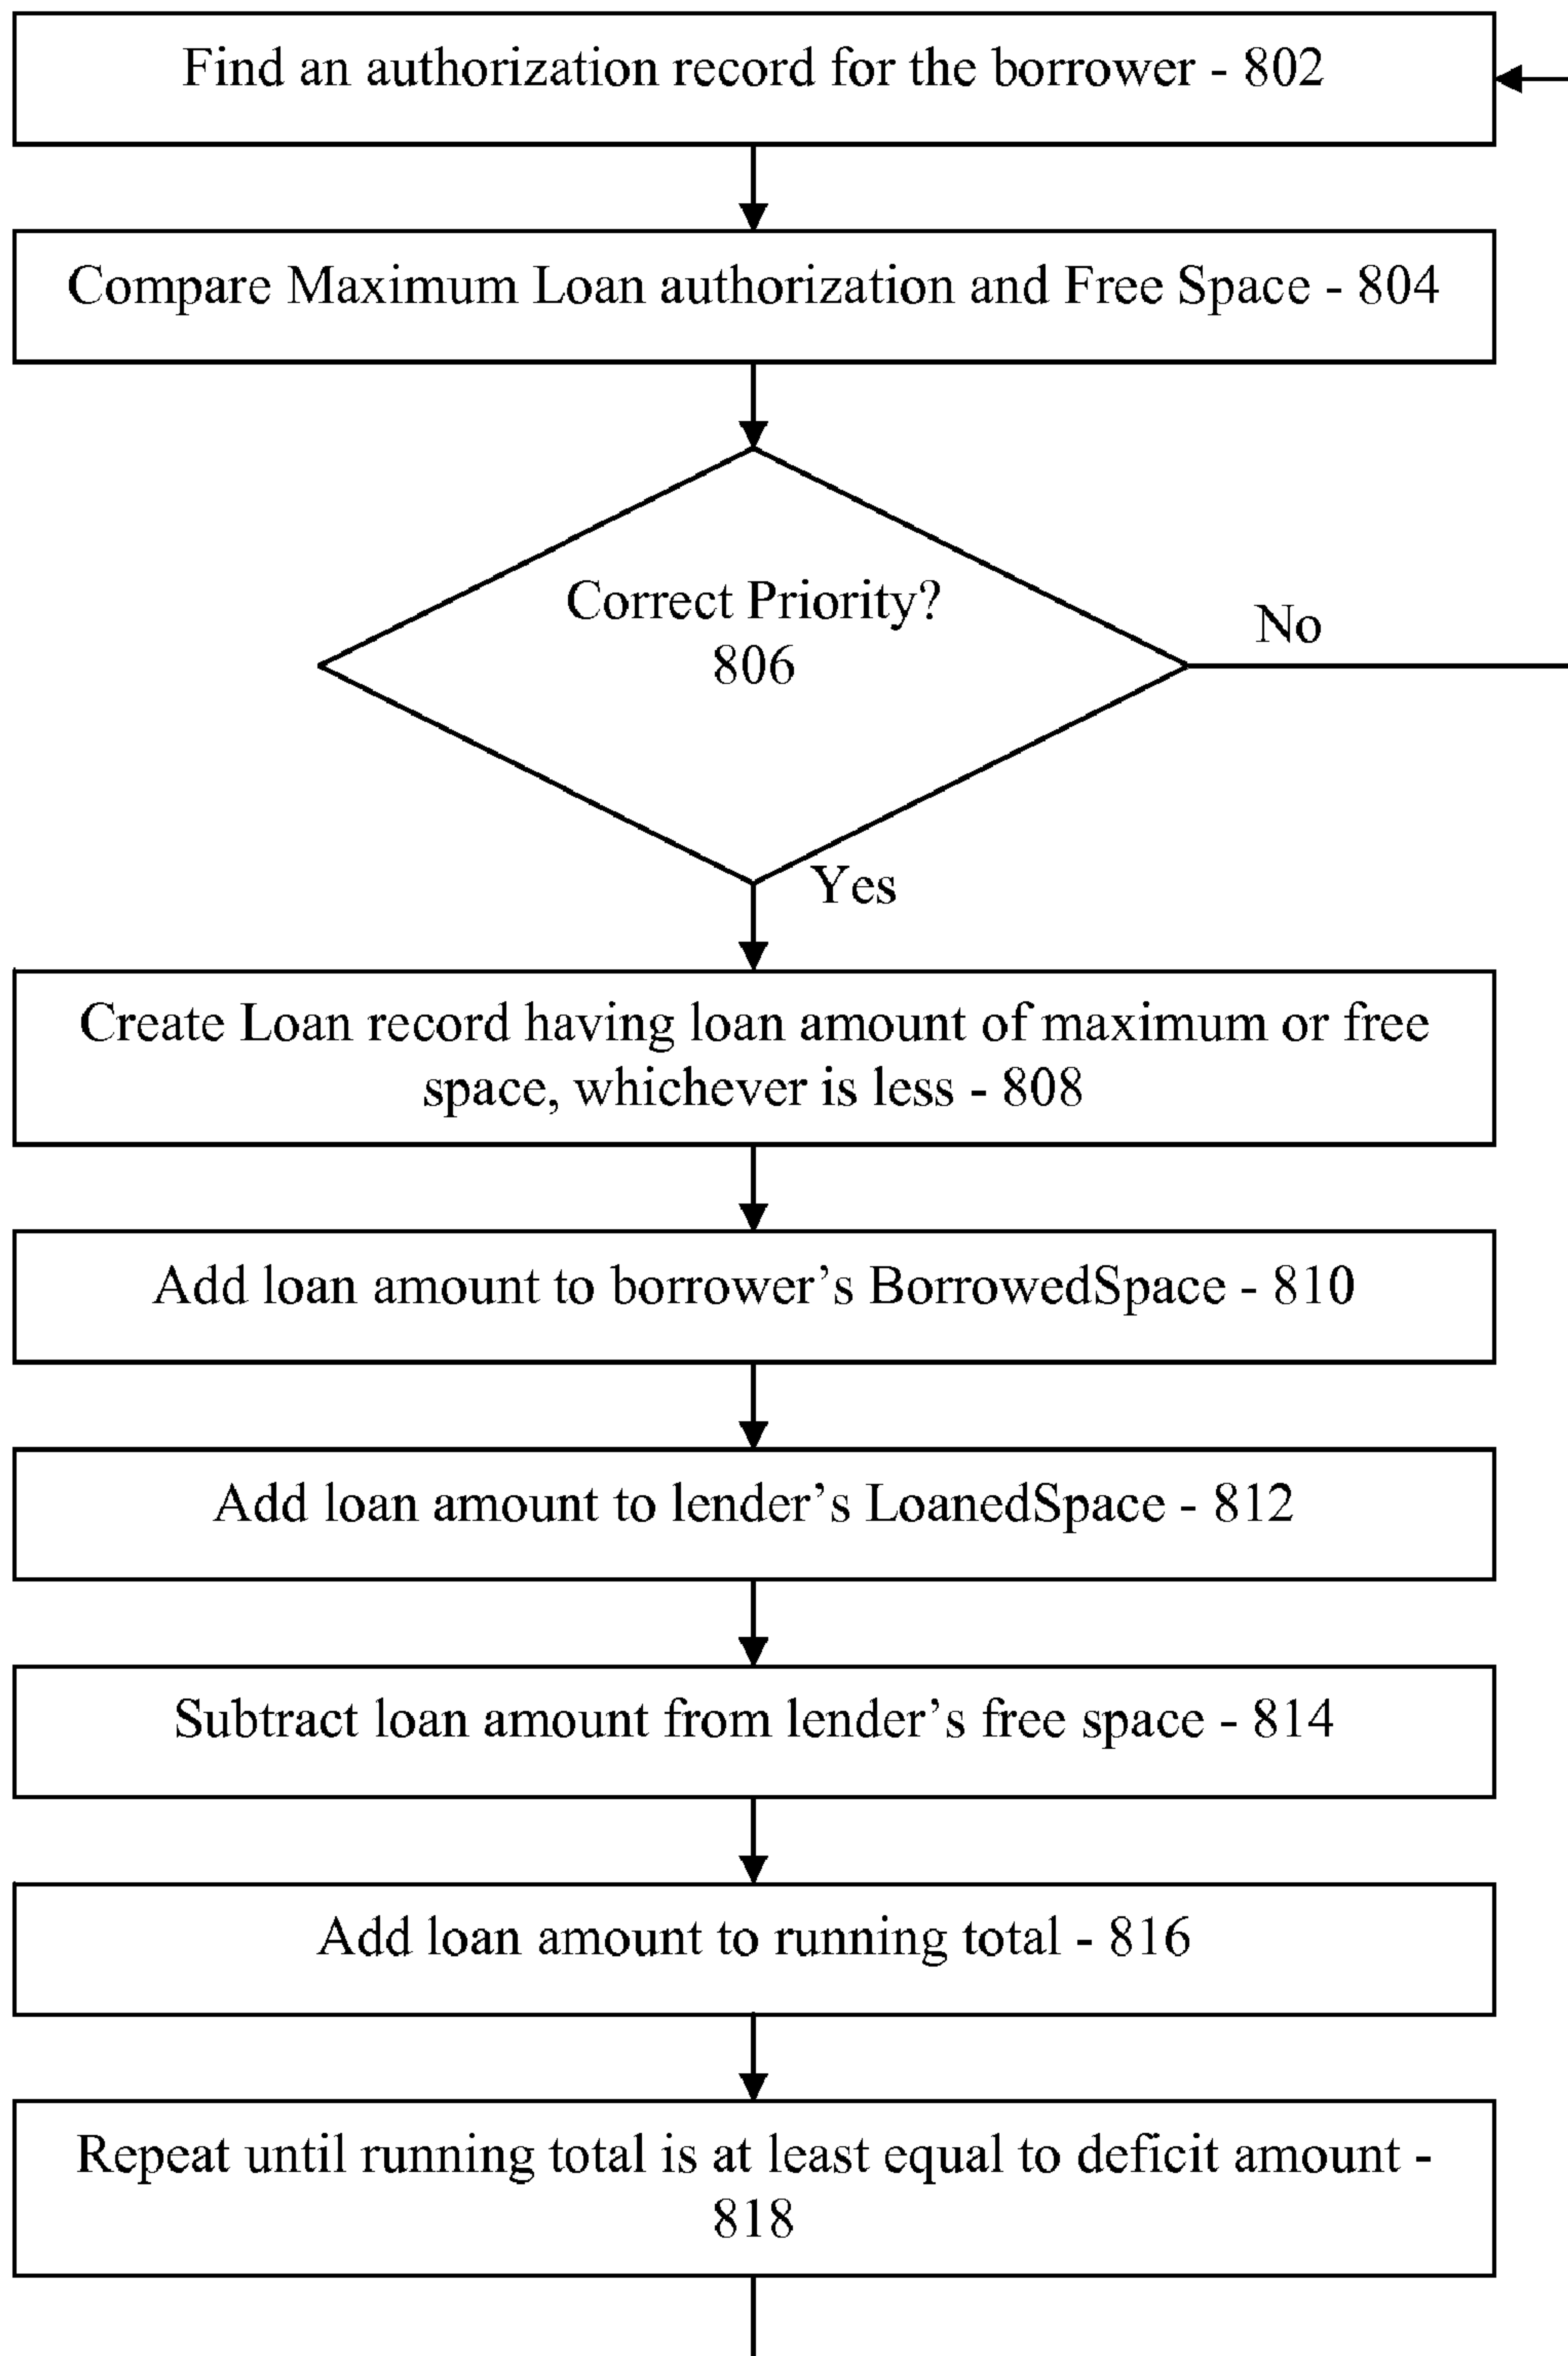 Find an authorization record for the borrower - 802
Compare Maximum Loan authorization and Free Space - 804
Correct Priority?
806
No
Yes
Create Loan record having loan amount of maximum or free
space, whichever is less - 808
Add loan amount to borrower’s BorrowedSpace - 810
Add loan amount to lender’s LoanedSpace - 812
Subtract loan amount from lender’s free space - 814
Add loan amount to running total - 816
Repeat until running total is at least equal to deficit amount -
818